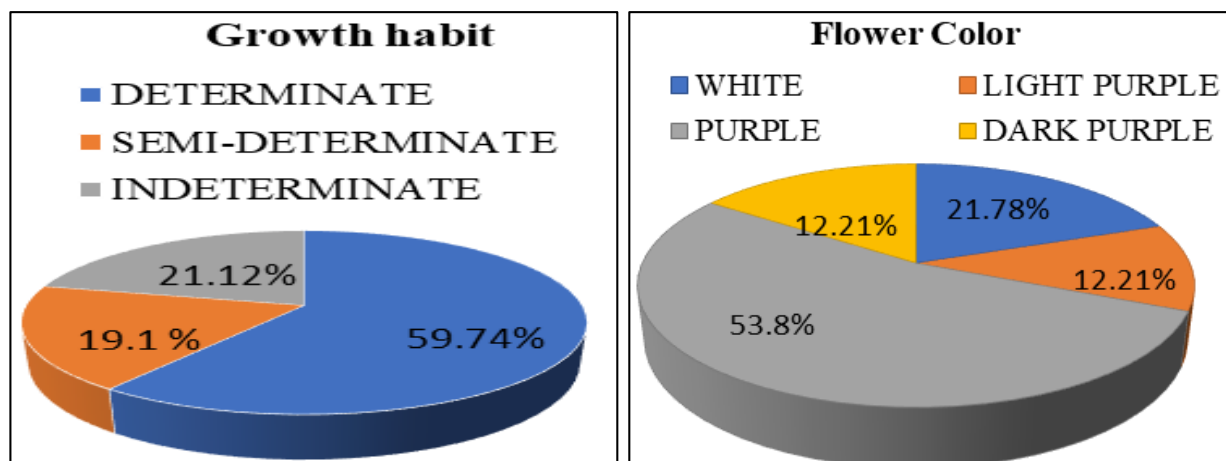 Growth habit
DETERMINATE
SEMI-DETERMINATE
INDETERMINATE
21.12%
19.1 %
59.74%
Flower Color
WHITE LIGHT PURPLE
PURPLE DARK PURPLE
12.21%
21.78%
12.21%
53.8%